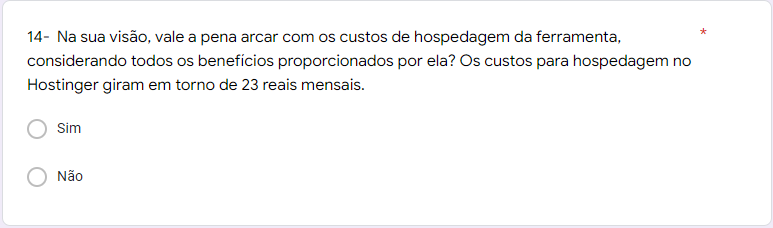 14- Na sua visão, vale a pena arcar com os custos de hospedagem da ferramenta, *
considerando todos os benefícios proporcionados por ela? Os custos para hospedagem no
Hostinger giram em torno de 23 reais mensais.
Sim
Não